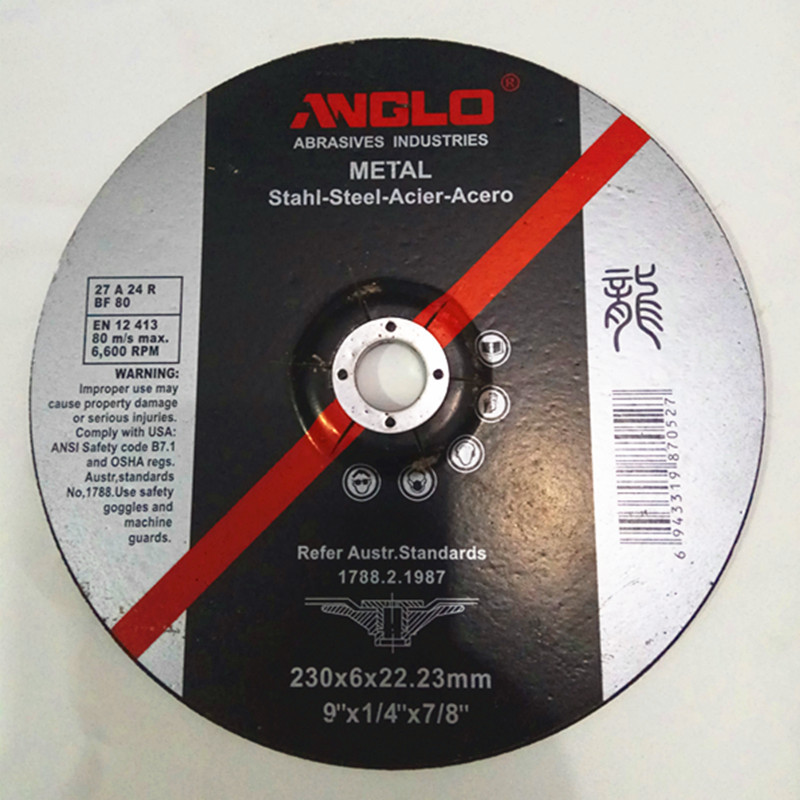 ANGLO®
ABRASIVES INDUSTRIES
METAL
Stahl-Steel-Acier-Acero
27 A 24 R
BF 80
EN 12 413
80 m/s max.
6,600 RPM
WARNING:
Improper use may
cause property damage
or serious injuries.
Comply with USA:
ANSI Safety code B7.1
and OSHA regs.
Austr,standards
No,1788.Use safety
goggles and
machine
guards.
6 943319 870527
Refer Austr.Standards
1788.2.1987
230x6x22.23mm
9"x1/4"x7/8"